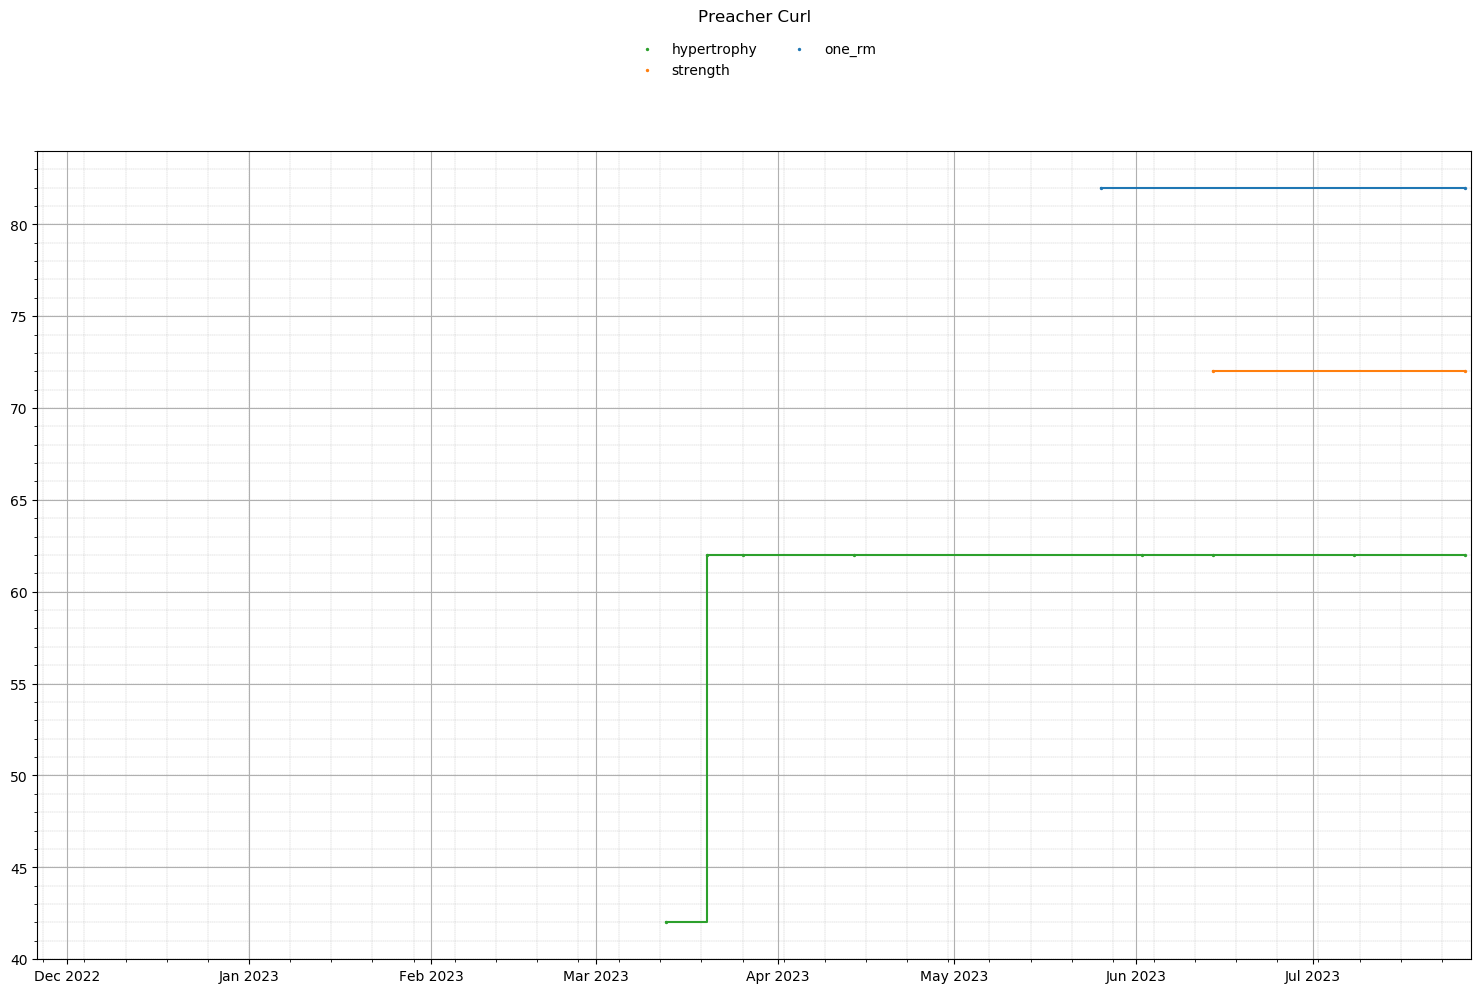 Preacher Curl
hypertrophy
strength
one_rm
80
75
70
65
60
55
50
45
40
Dec 2022
Jan 2023
Feb 2023
Mar 2023
Apr 2023
May 2023
Jun 2023
Jul 2023